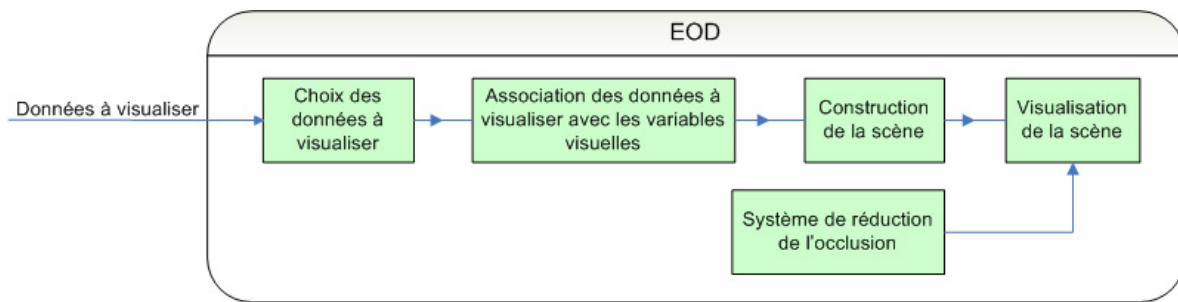 EOD
Données à visualiser
Choix des
données à
visualiser
Association des données à
visualiser avec les variables
visuelles
Construction
de la scène
Visualisation
de la scène
Système de réduction
de l'occlusion